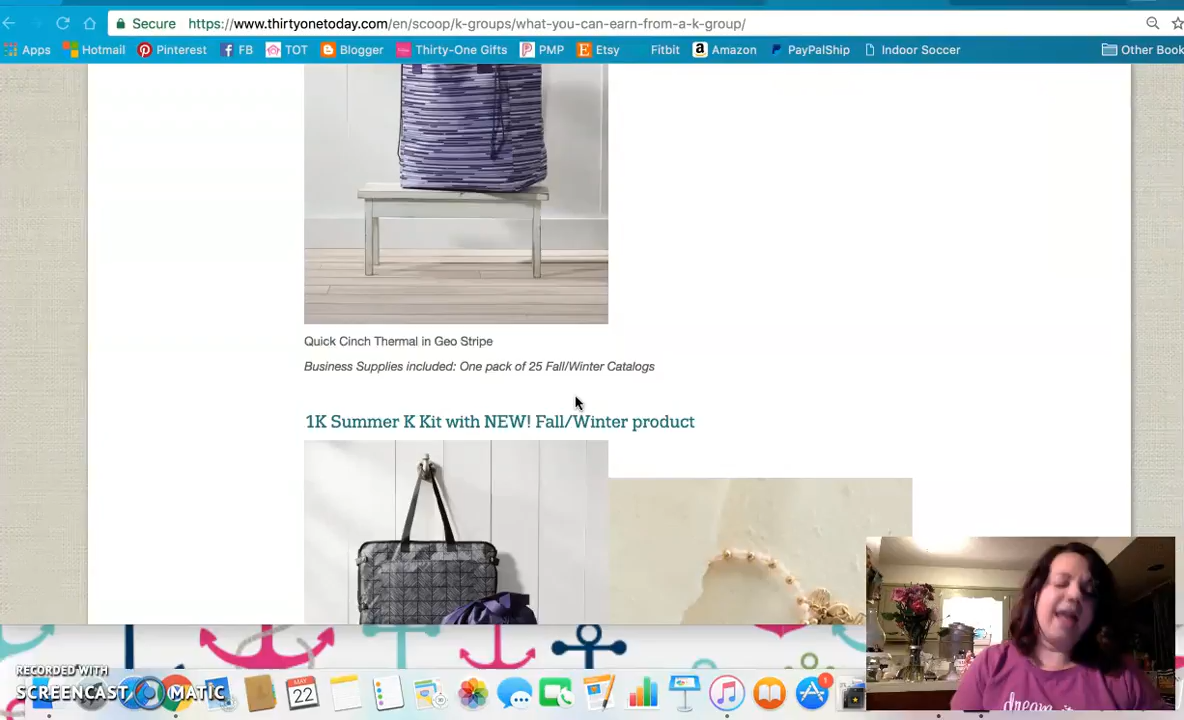 Secure https://www.thirtyonetoday.com/en/scoop/k-groups/what-you-can-earn-from-a-k-group/
Apps Hotmail Pinterest FB TOT Blogger Thirty-One Gifts PMP Etsy Fitbit Amazon PayPalShip Indoor Soccer Other Book
Quick Cinch Thermal in Geo Stripe
Business Supplies included: One pack of 25 Fall/Winter Catalogs
1K Summer K Kit with NEW! Fall/Winter product
dream
RECORDED WITH
SCREENCAST MATIC
MAY
22
1